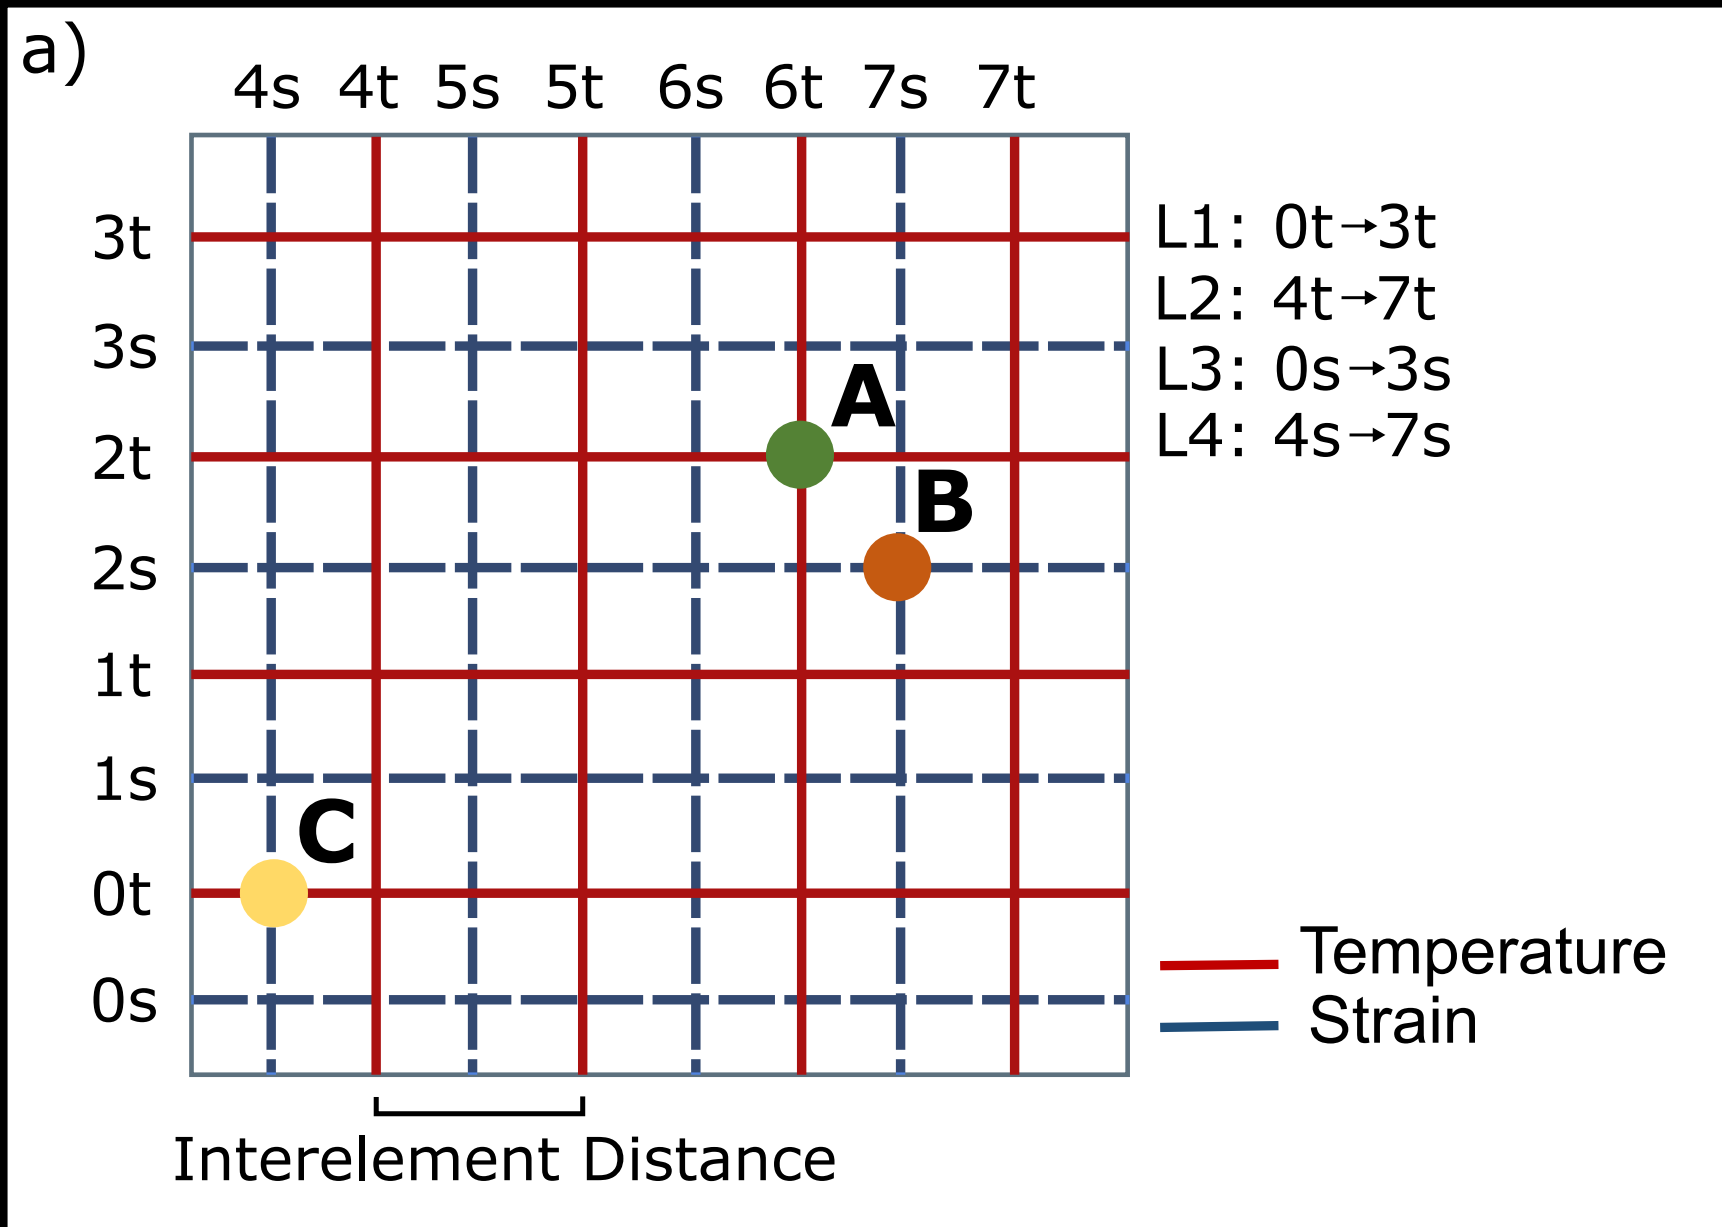 a)
4s 4t 5s 5t 6s 6t 7s 7t
3t
3s
2t
2s
1t
1s
0t
0s
A
B
C
L1: 0t→3t
L2: 4t→7t
L3: 0s→3s
L4: 4s→7s
Temperature
Strain
Interelement Distance